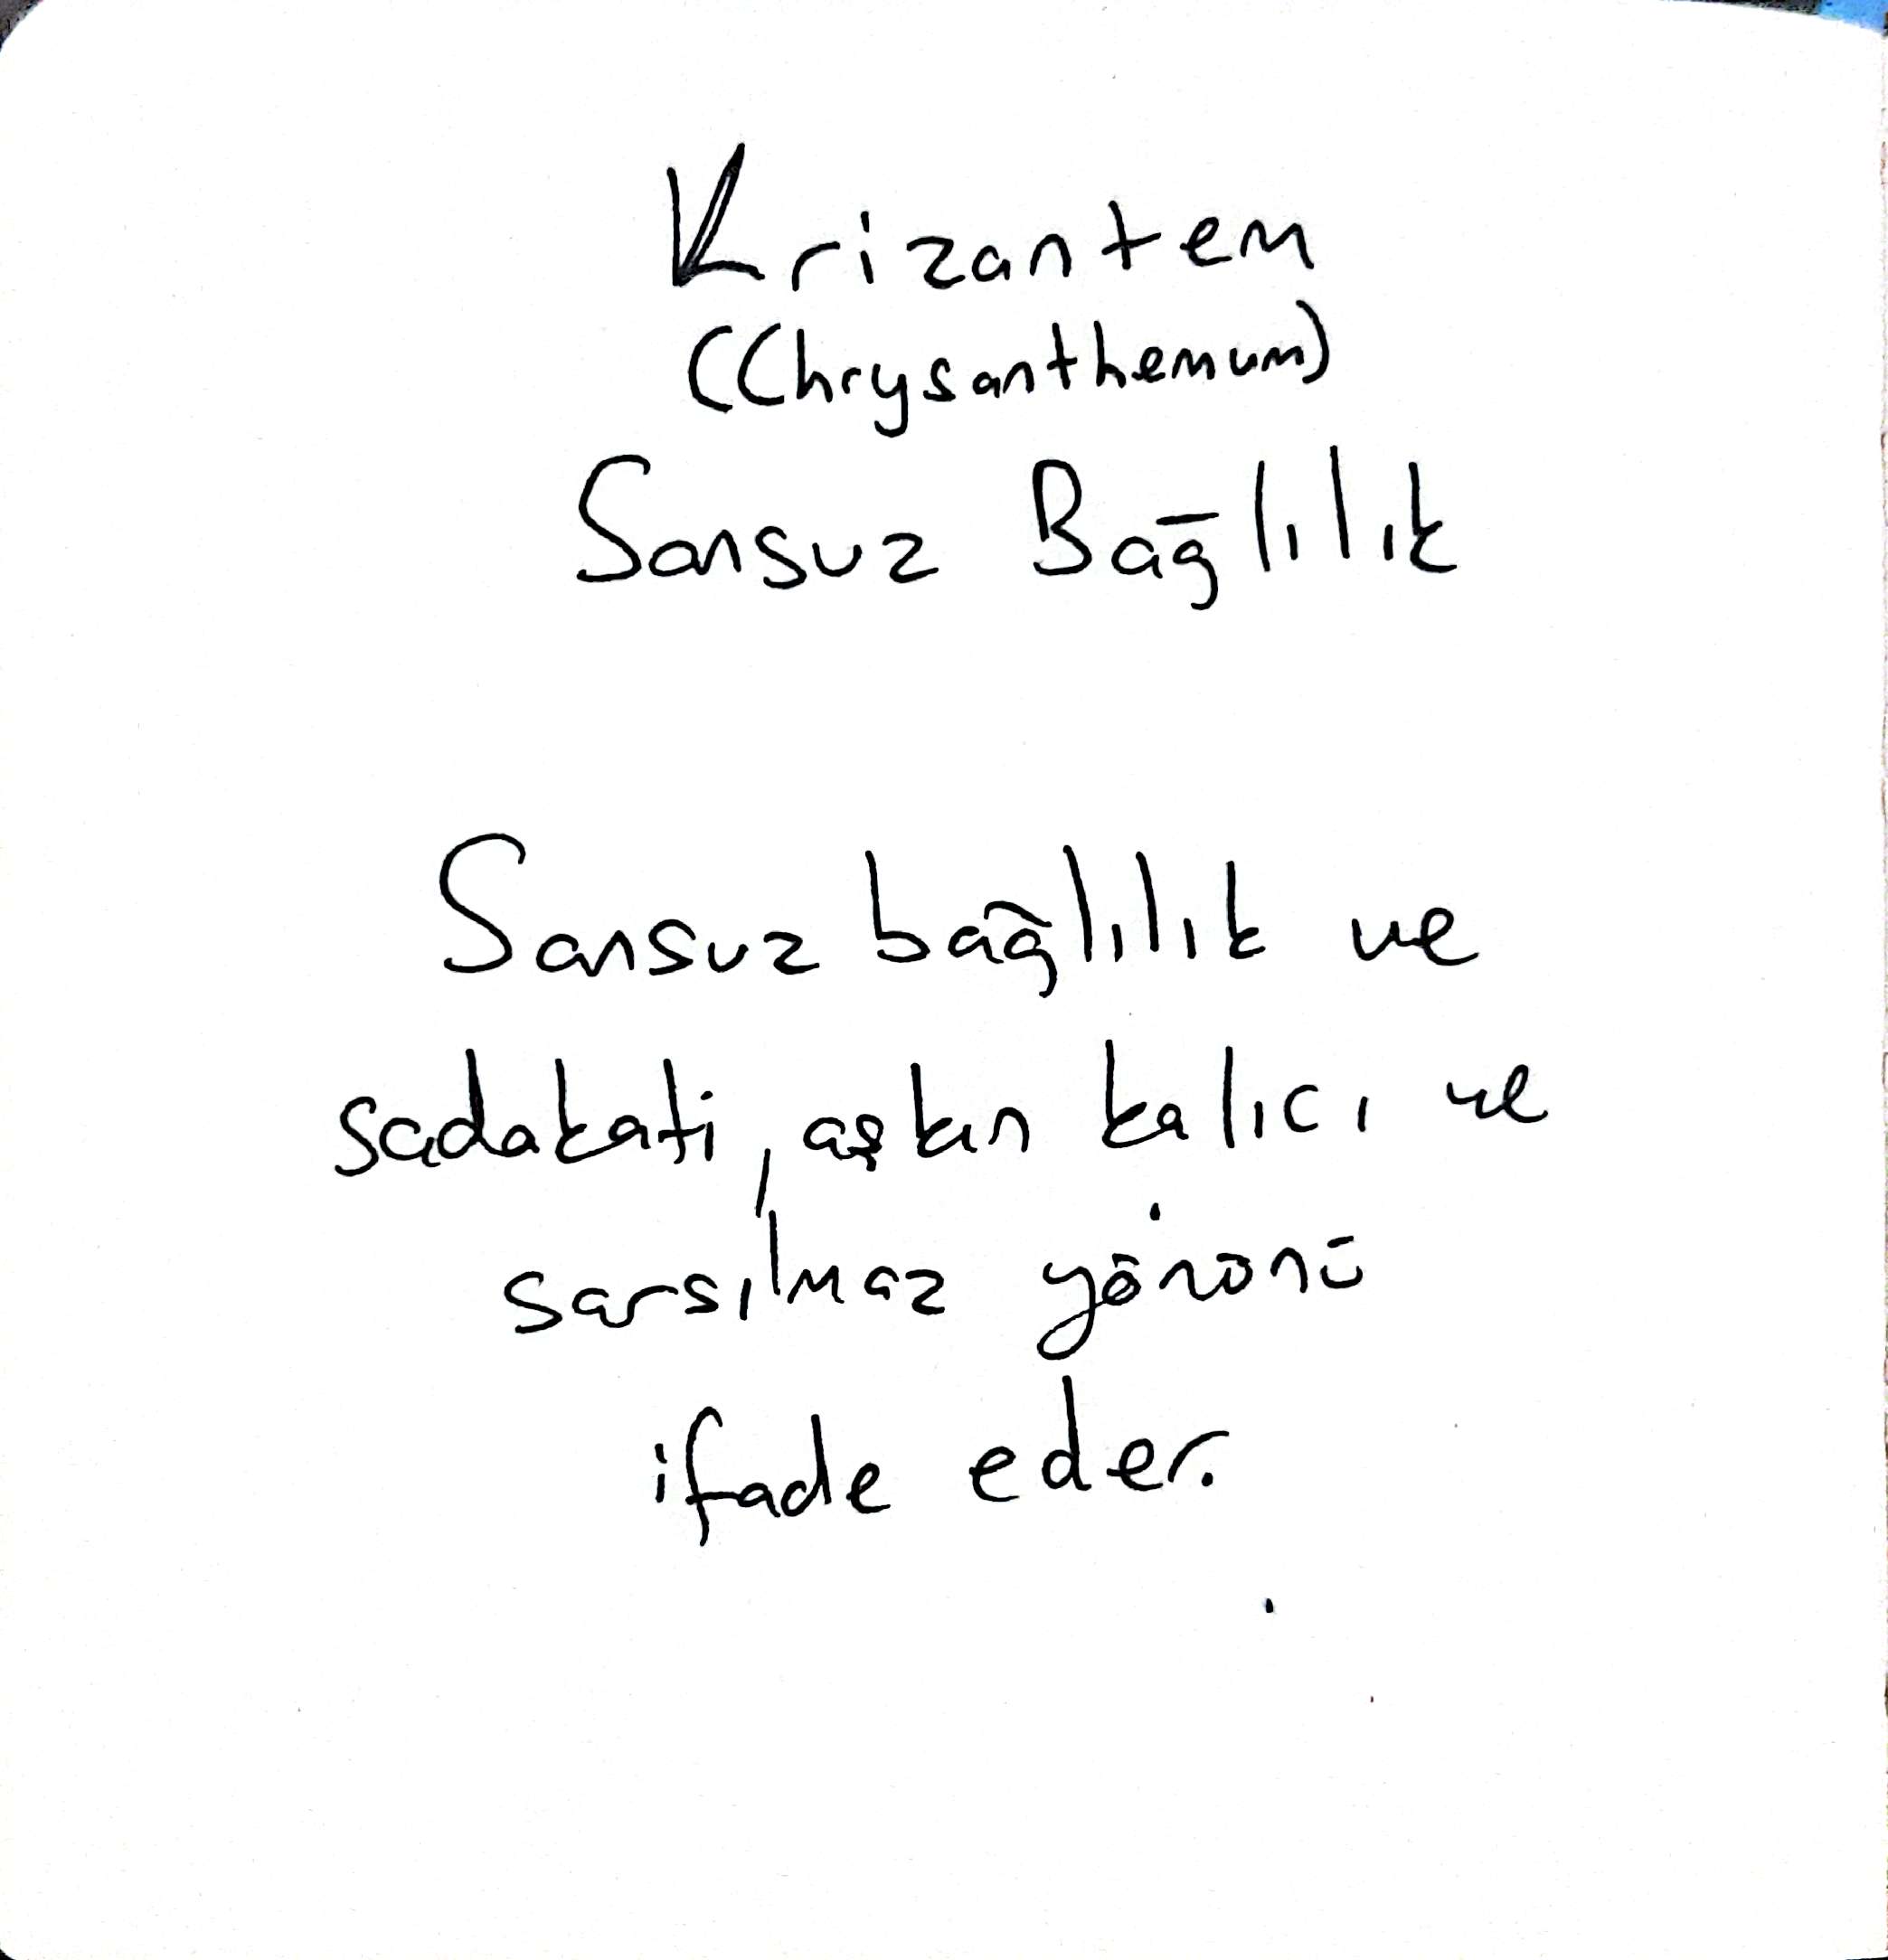 Krizantem
(Chrysanthemum)
Sonsuz Bağlılık
Sonsuz bağlılık ve
sadakati, aşkın kalıcı ve
sarsılmaz yönünü
ifade eder.